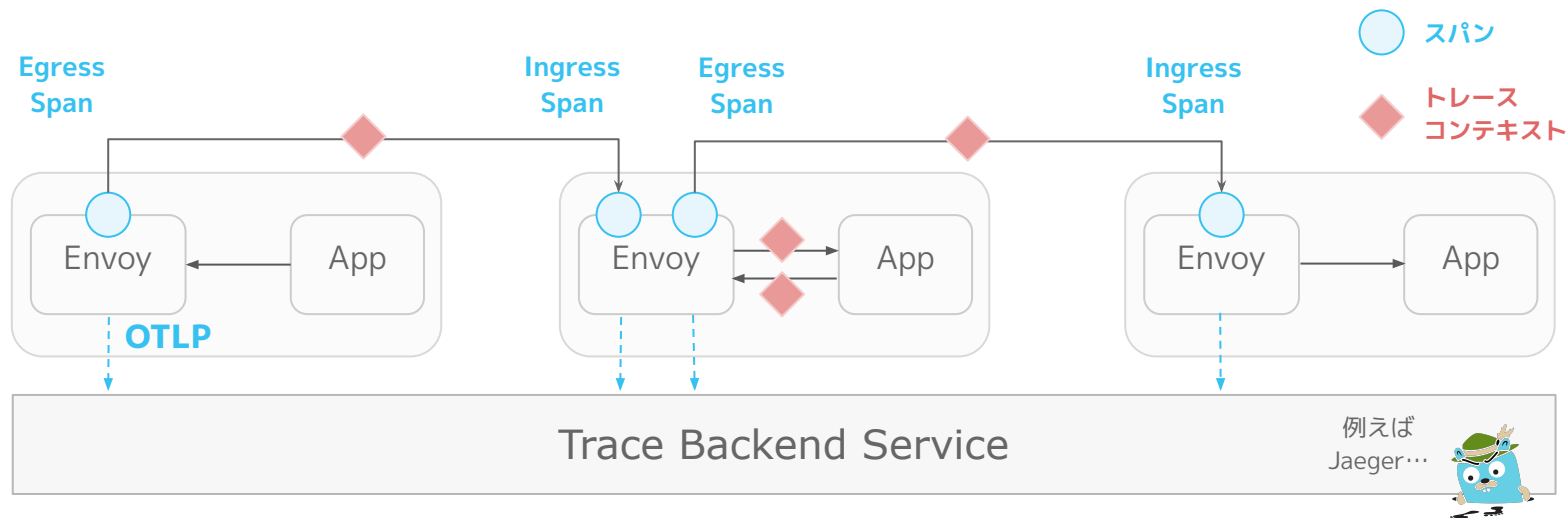 スパン
トレース
コンテキスト
Egress
Span
Ingress
Span
Egress
Span
Ingress
Span
Envoy
App
Envoy
App
Envoy
App
OTLP
Trace Backend Service
例えば
Jaeger…